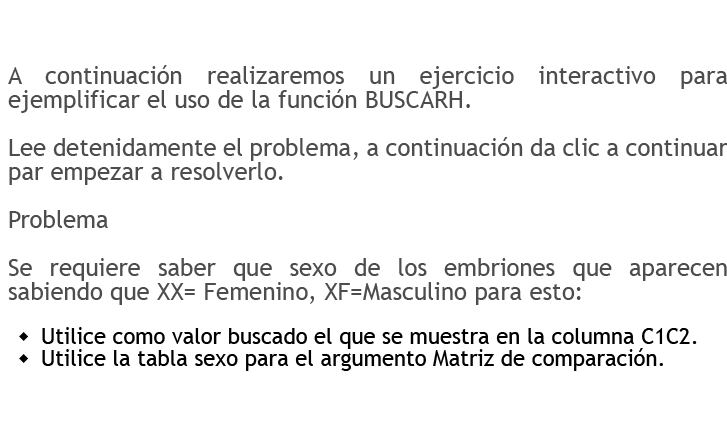 A continuación realizaremos un ejercicio interactivo para
ejemplificar el uso de la función BUSCARH.
Lee detenidamente el problema, a continuación da clic a continuar
par empezar a resolverlo.
Problema
Se requiere saber que sexo de los embriones que aparecen
sabiendo que XX= Femenino, XF=Masculino para esto:
◆ Utilice como valor buscado el que se muestra en la columna C1C2.
◆ Utilice la tabla sexo para el argumento Matriz de comparación.